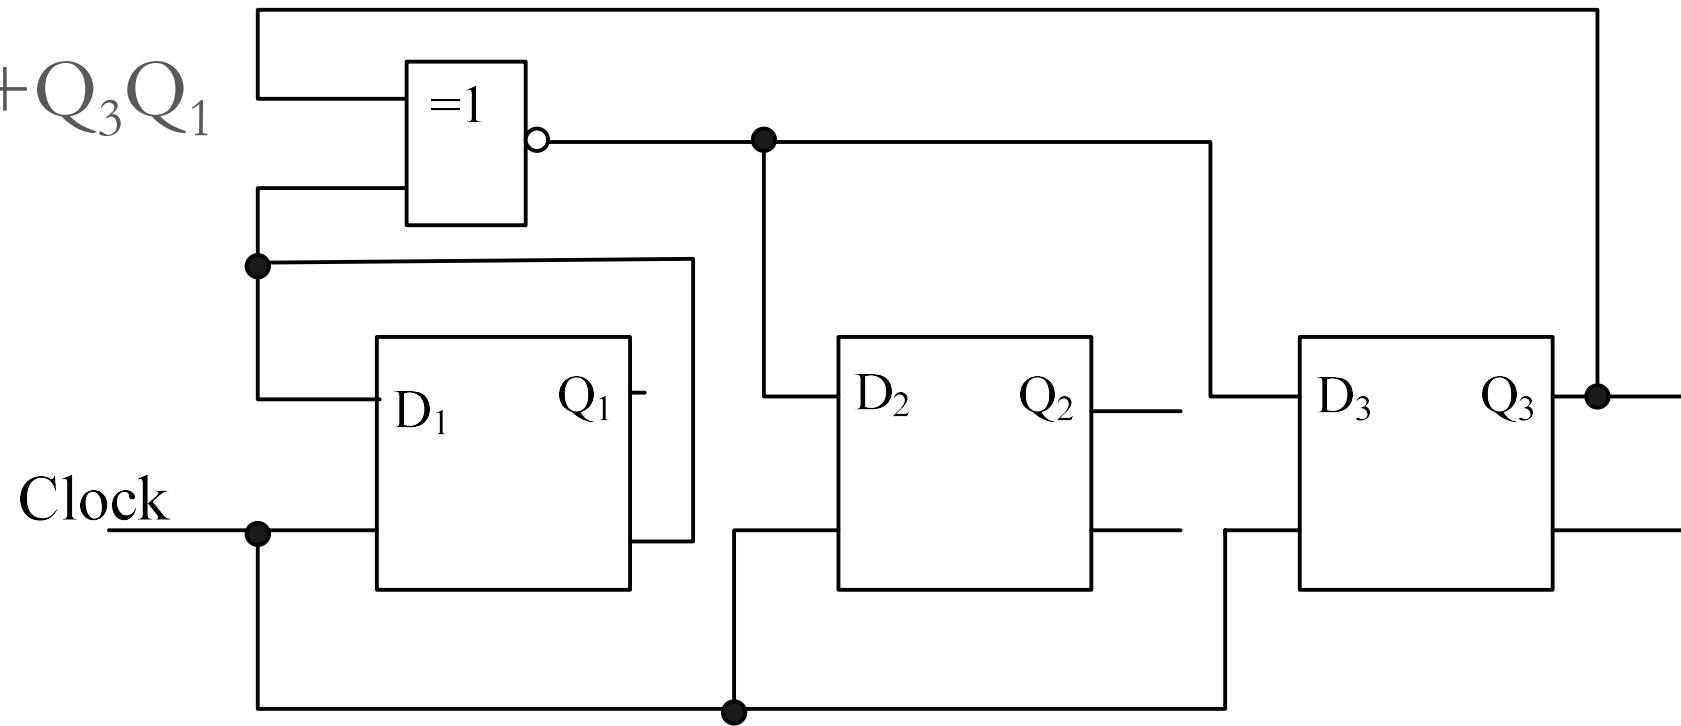 +Q₃Q₁
=1
D₁ Q₁
D₂ Q₂
D₃ Q₃
Clock